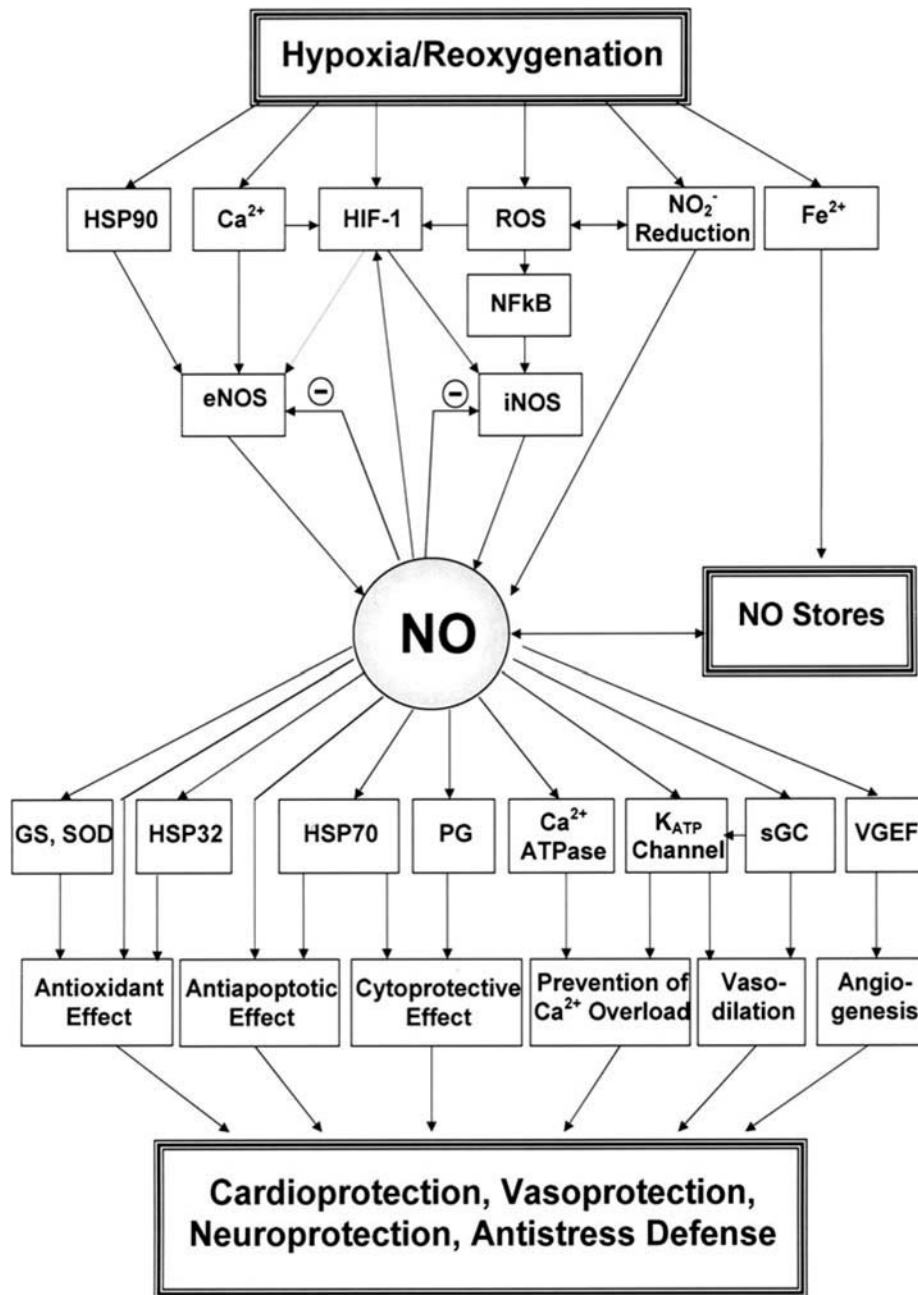 Hypoxia/Reoxygenation
HSP90
Ca²⁺
HIF-1
ROS
NO₂⁻
Reduction
Fe²⁺
NFkB
eNOS
−
−
iNOS
NO
NO Stores
GS, SOD
HSP32
HSP70
PG
Ca²⁺
ATPase
K_ATP
Channel
sGC
VGEF
Antioxidant
Effect
Antiapoptotic
Effect
Cytoprotective
Effect
Prevention of
Ca²⁺ Overload
Vaso-
dilation
Angio-
genesis
Cardioprotection, Vasoprotection,
Neuroprotection, Antistress Defense